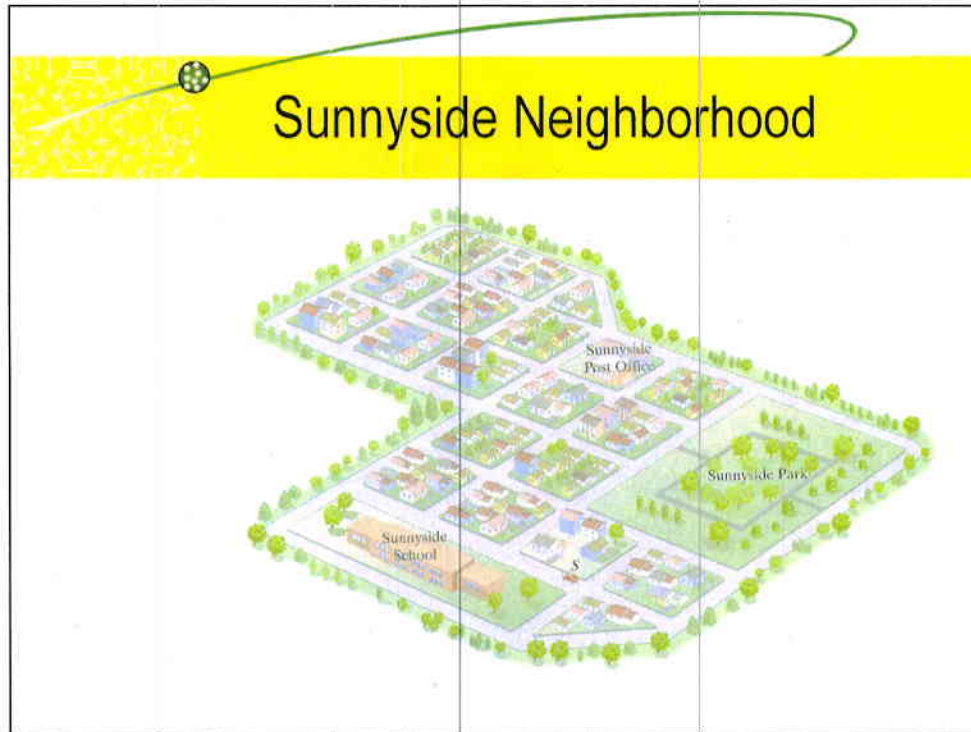 Sunnyside Neighborhood
Sunnyside
Post Office
Sunnyside Park
Sunnyside
School
S